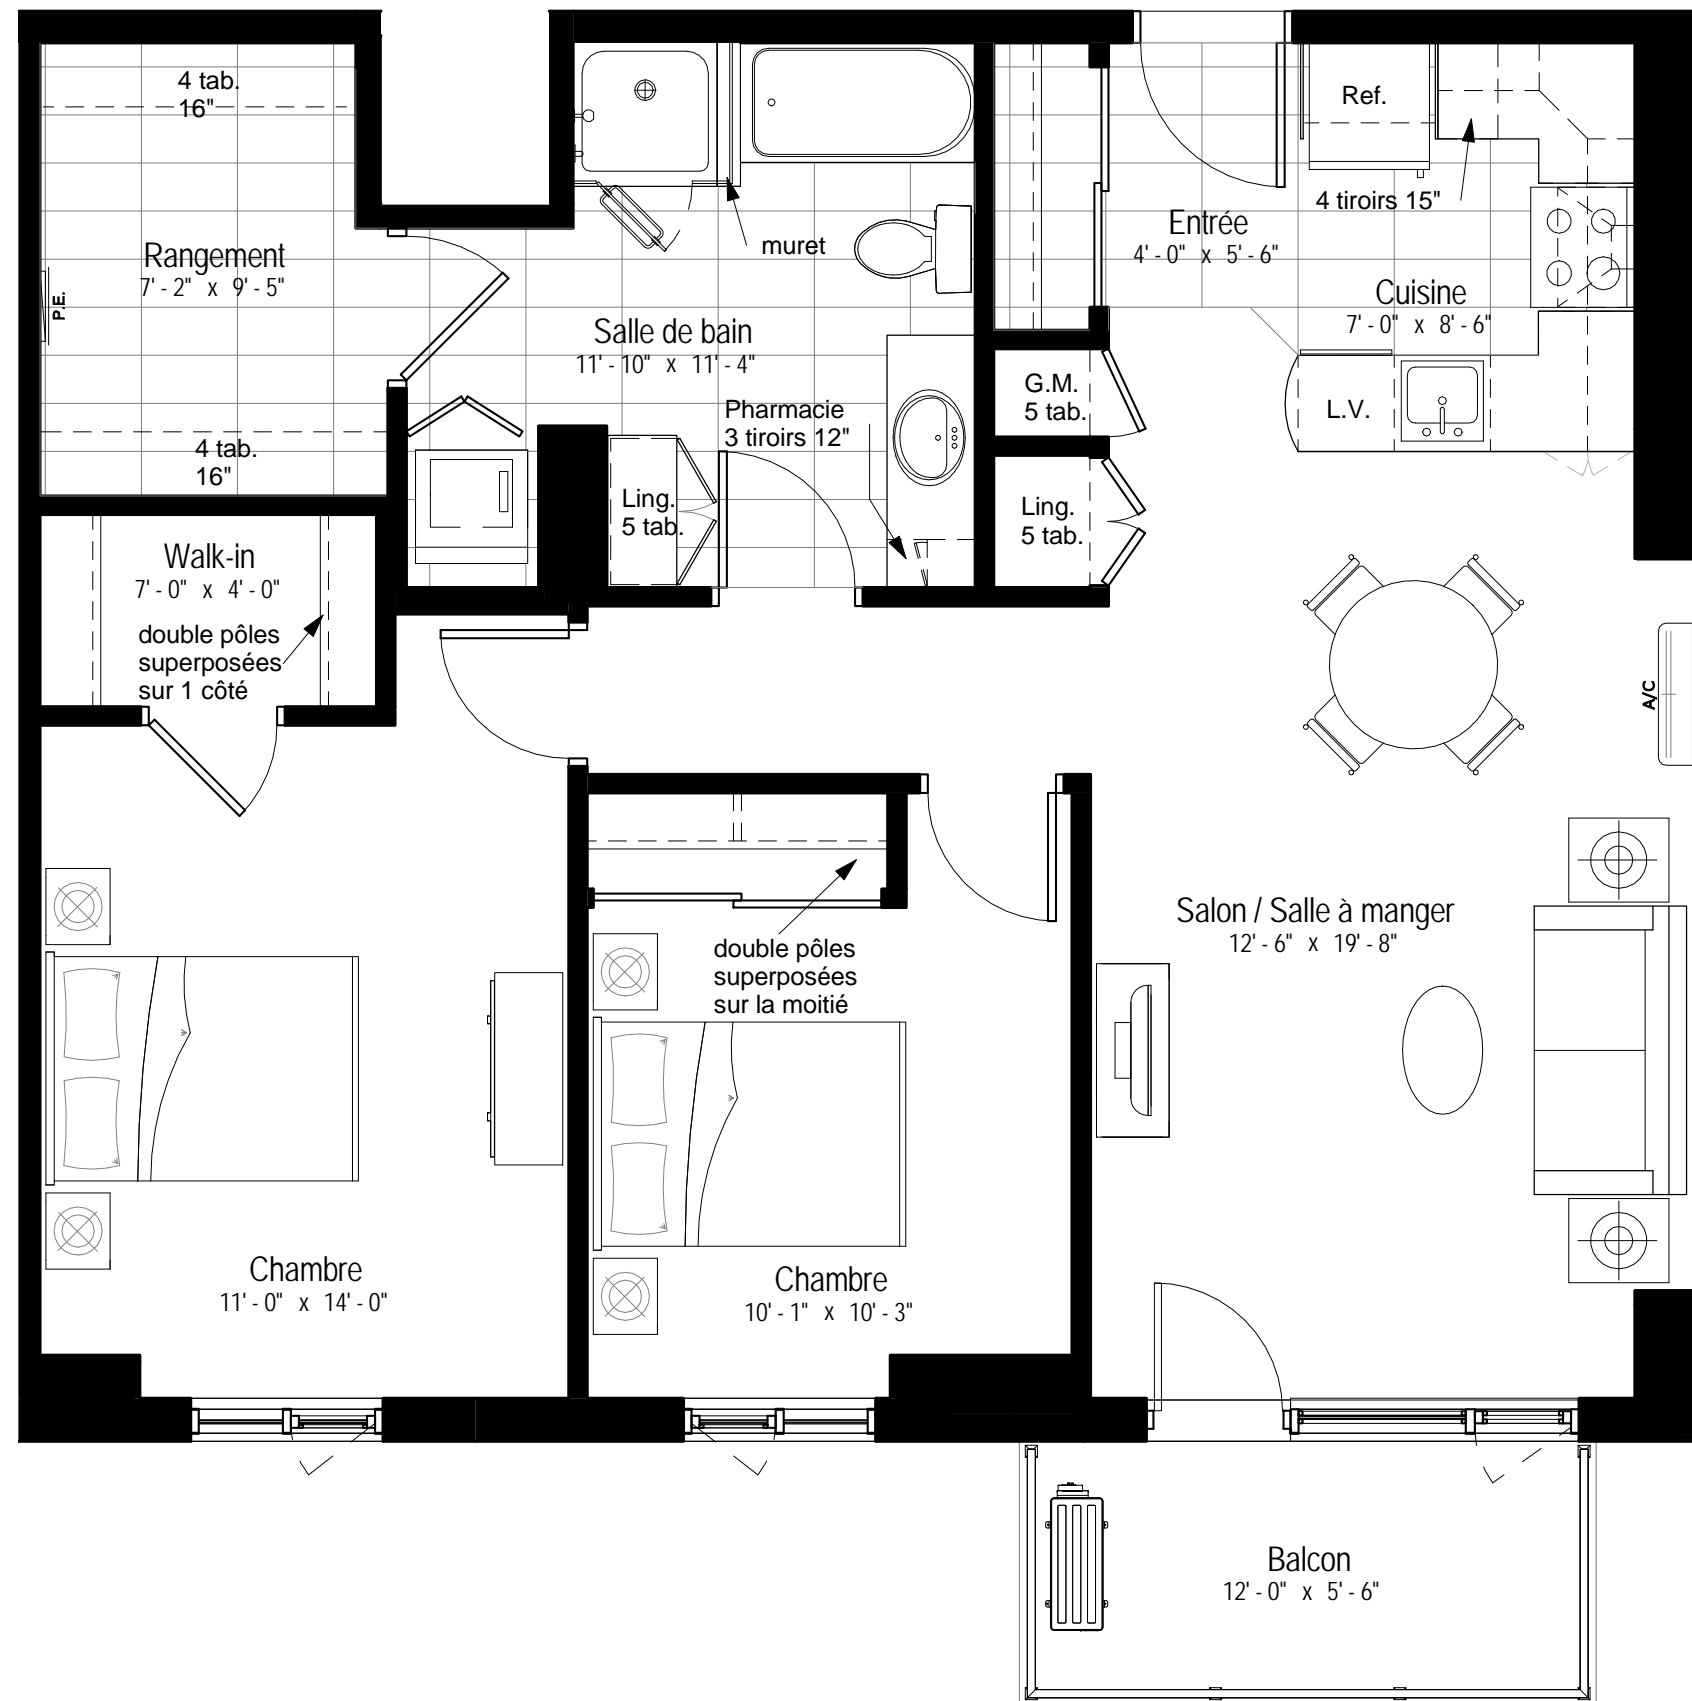 4 tab.
16"
Ref.
4 tiroirs 15"
Entrée
4'-0" x 5'-6"
muret
Rangement
7'-2" x 9'-5"
P.E.
Cuisine
7'-0" x 8'-6"
Salle de bain
11'-10" x 11'-4"
G.M.
5 tab.
L.V.
Pharmacie
3 tiroirs 12"
4 tab.
16"
Ling.
5 tab.
Ling.
5 tab.
Walk-in
7'-0" x 4'-0"
double pôles
superposées
sur 1 côté
A/C
Salon / Salle à manger
12'-6" x 19'-8"
double pôles
superposées
sur la moitié
Chambre
11'-0" x 14'-0"
Chambre
10'-1" x 10'-3"
Balcon
12'-0" x 5'-6"